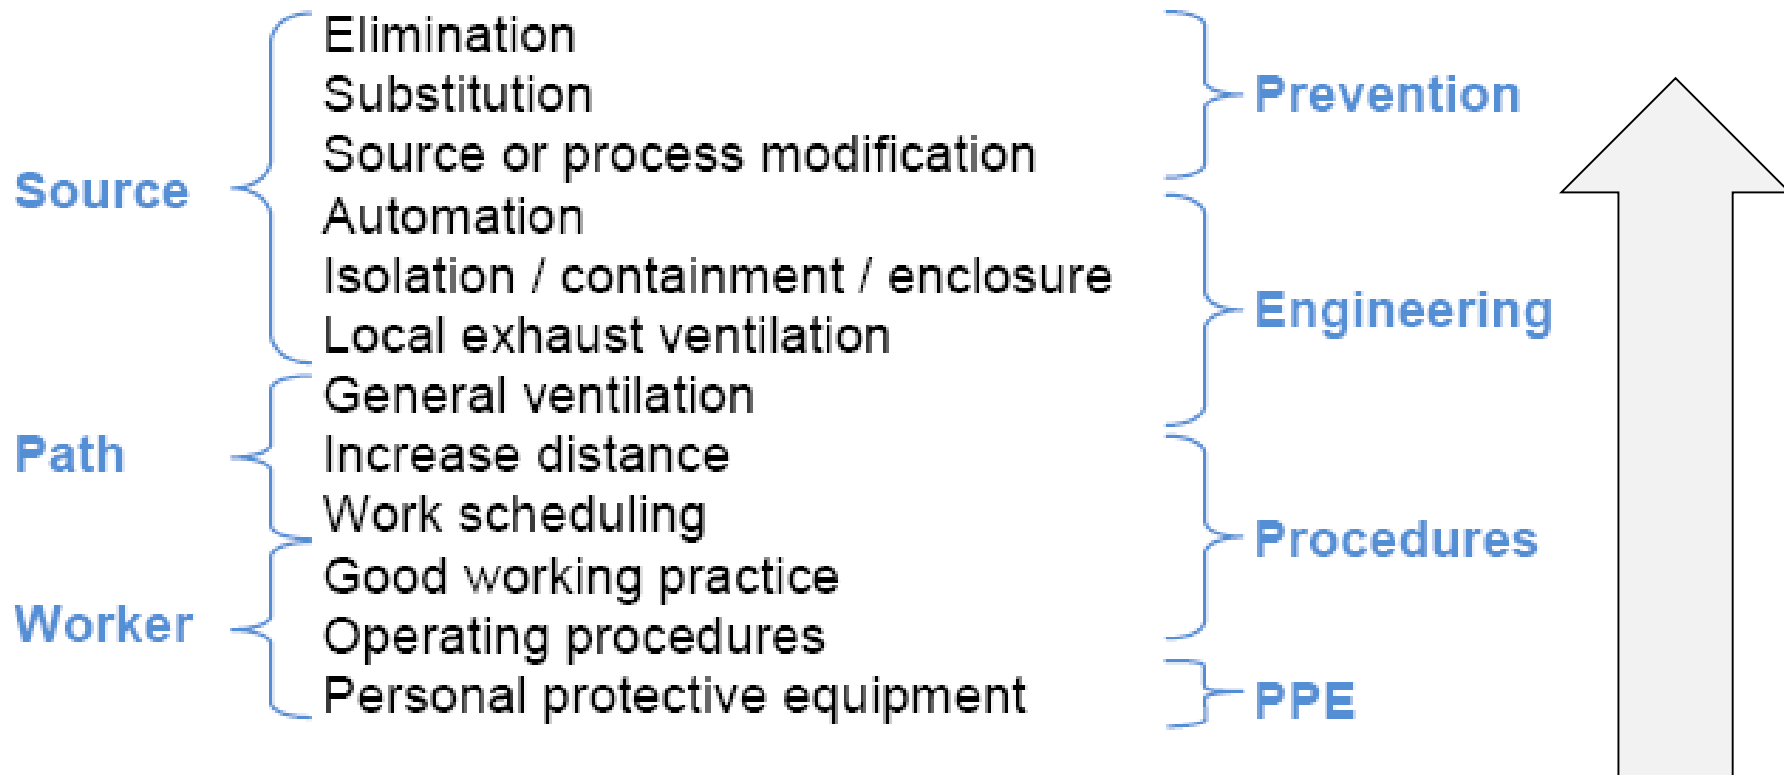 Elimination
Substitution
Source or process modification
Automation
Isolation / containment / enclosure
Local exhaust ventilation
General ventilation
Increase distance
Work scheduling
Good working practice
Operating procedures
Personal protective equipment
Source
Path
Worker
Prevention
Engineering
Procedures
PPE